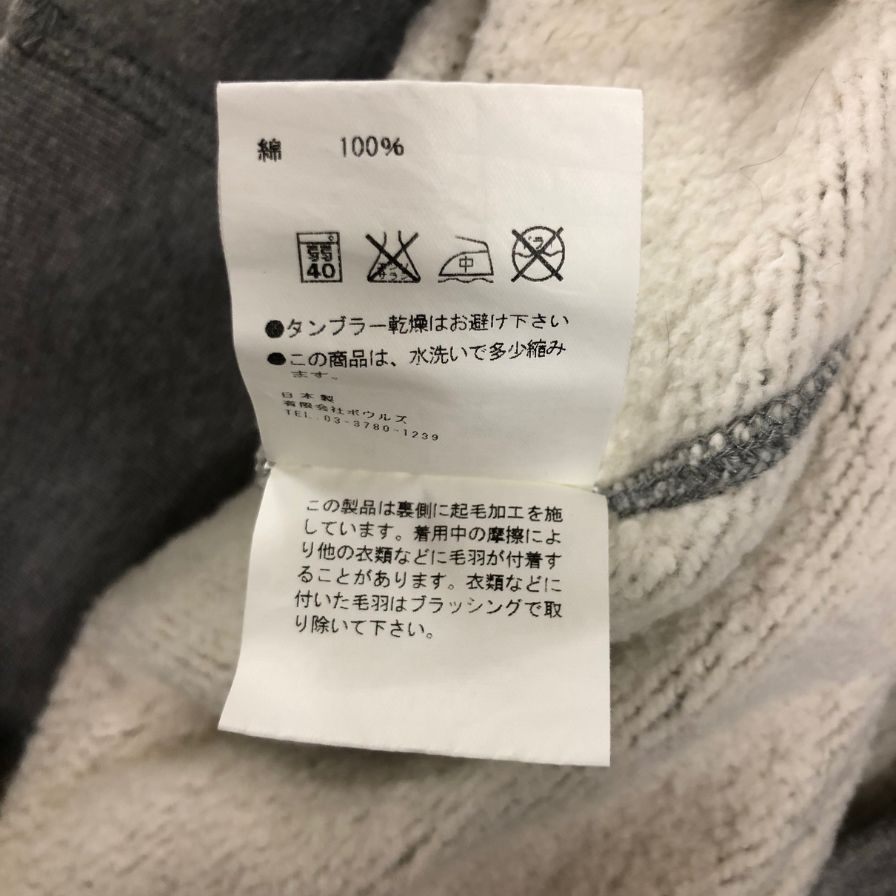 綿 100%
弱
40
中
●タンブラー乾燥はお避け下さい
●この商品は、水洗いで多少縮み
ます。
日本製
有限会社ボウルズ
TEL.03-3780-1239
この製品は裏側に起毛加工を施
しています。着用中の摩擦によ
り他の衣類などに毛羽が付着す
ることがあります。衣類などに
付いた毛羽はブラッシングで取
り除いて下さい。